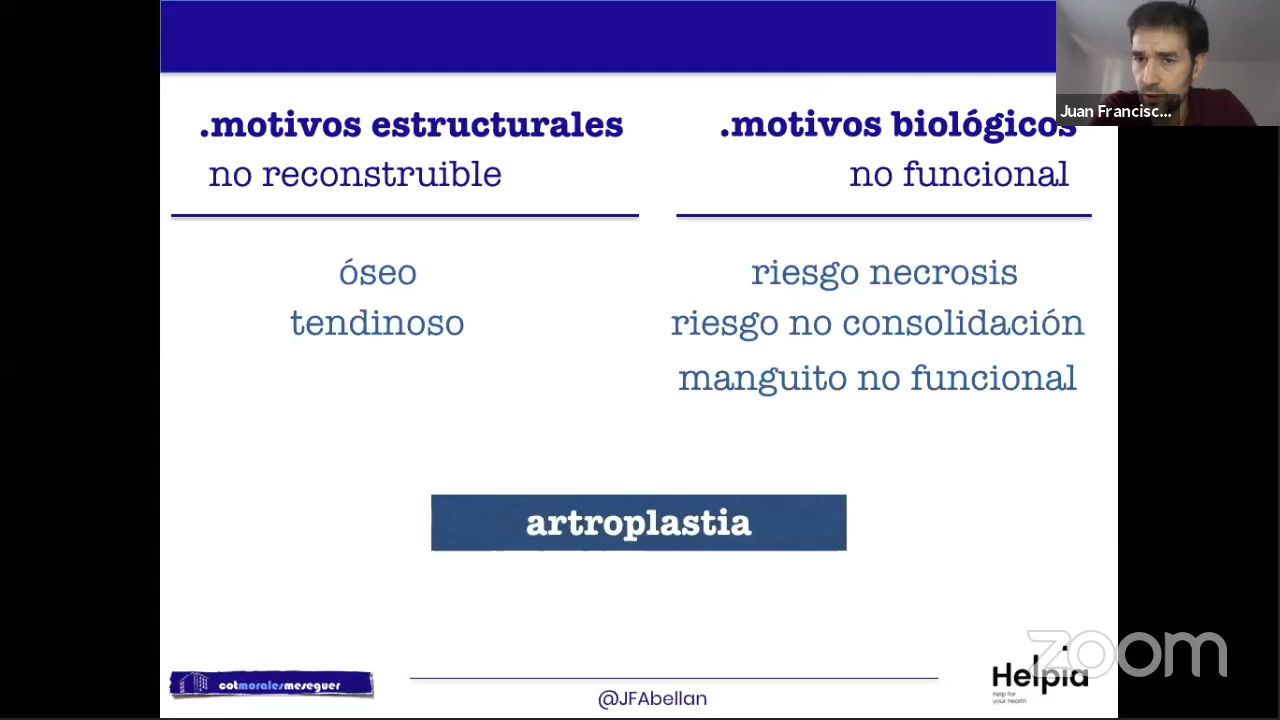 .motivos estructurales
no reconstruible
óseo
tendinoso
.motivos biológicos
no funcional
riesgo necrosis
riesgo no consolidación
manguito no funcional
artroplastia
Juan Francisc...
cotmoralesmeseguer
@JFAbellan
Helpia
help for
your health
zoom